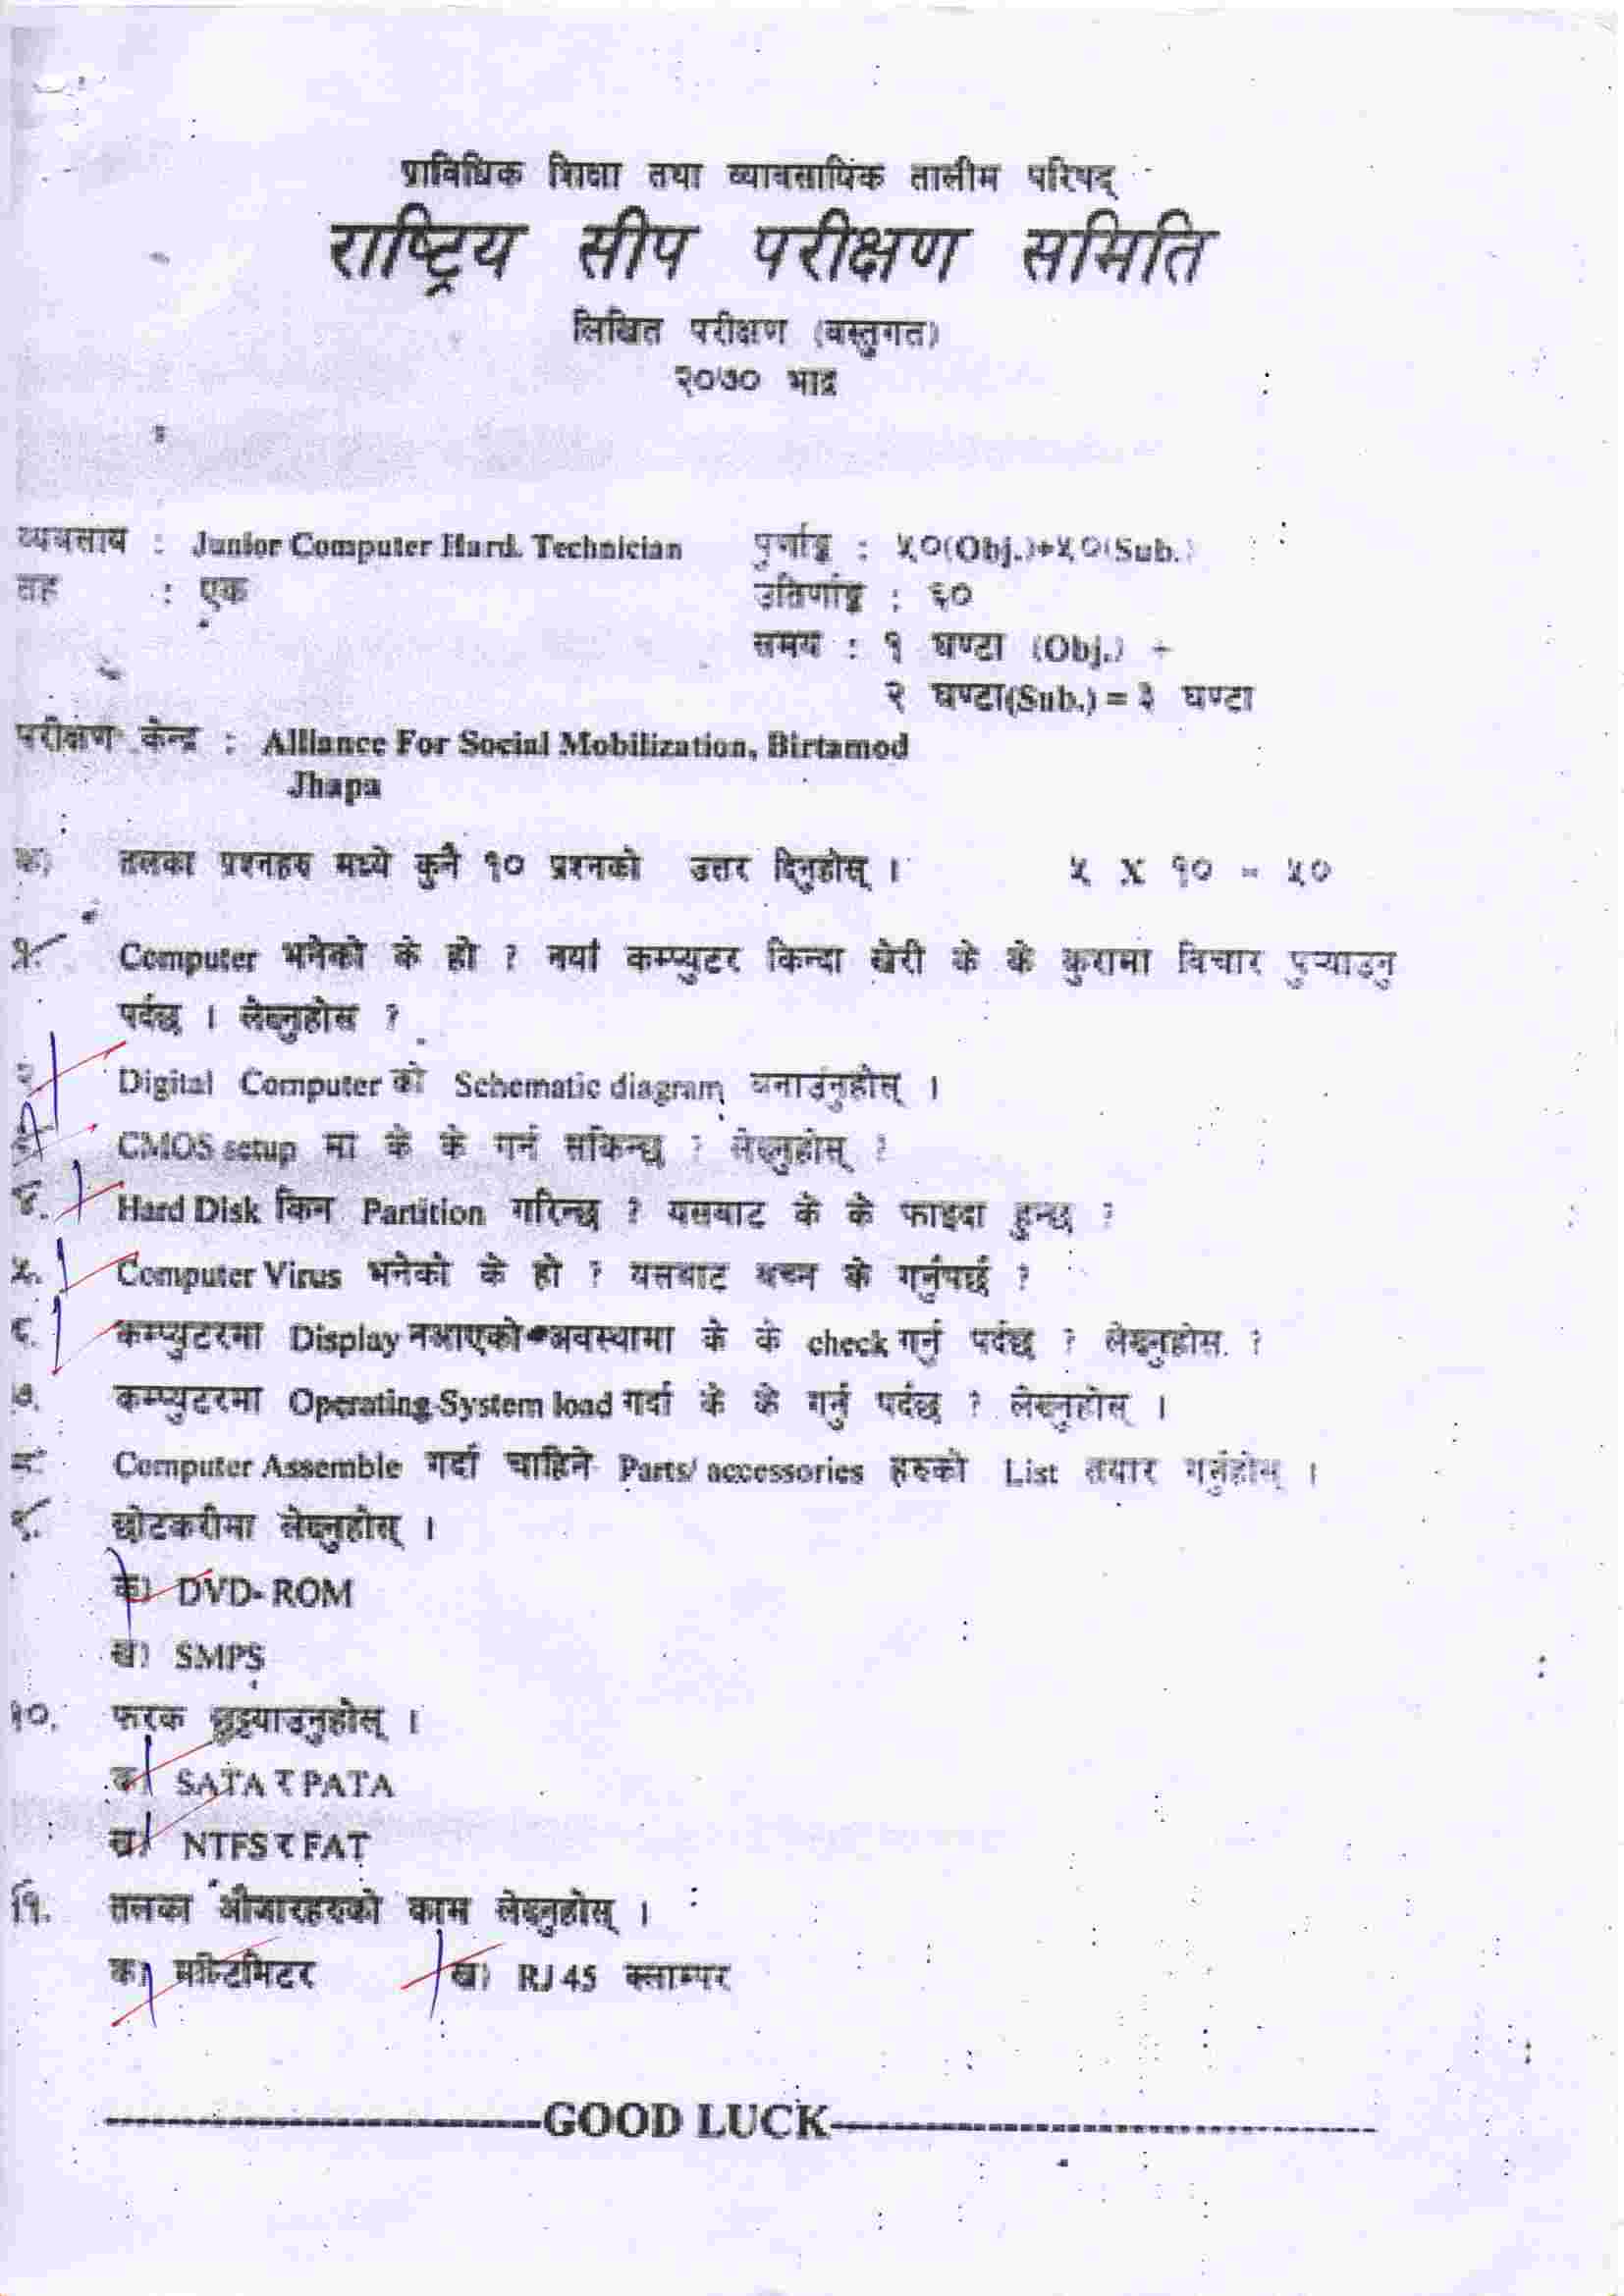 प्राविधिक शिक्षा तथा व्यावसायिक तालीम परिषद्
राष्ट्रिय सीप परीक्षण समिति
लिखित परीक्षण (वस्तुगत)
२०७० भाद्र
व्यवसाय : Junior Computer Hard. Technician पुर्णाङ्क : ५०(Obj.)+५०(Sub.)
तह : एक उतिर्णाङ्क : ६०
समय : १ घण्टा (Obj.) +
२ घण्टा(Sub.) = ३ घण्टा
परीक्षण केन्द्र : Alliance For Social Mobilization, Birtamod
Jhapa
क) तलका प्रश्नहरु मध्ये कुनै १० प्रश्नको उत्तर दिनुहोस् । ५ X १० = ५०
१. Computer भनेको के हो ? नयाँ कम्प्युटर किन्दा खेरी के के कुरामा विचार पुऱ्याउनु
पर्दछ । लेख्नुहोस ?
२. Digital Computer को Schematic diagram बनाउनुहोस् ।
३. CMOS setup मा के के गर्न सकिन्छ ? लेख्नुहोस् ?
४. Hard Disk किन Partition गरिन्छ ? यसबाट के के फाइदा हुन्छ ?
५. Computer Virus भनेको के हो ? यसबाट बच्न के गर्नुपर्छ ?
६. कम्प्युटरमा Display नआएको अवस्थामा के के check गर्नु पर्दछ ? लेख्नुहोस ?
७. कम्प्युटरमा Operating System load गर्दा के के गर्नु पर्दछ ? लेख्नुहोस् ।
८. Computer Assemble गर्दा चाहिने Parts/ accessories हरुको List तयार गर्नुहोस् ।
९. छोटकरीमा लेख्नुहोस् ।
क) DVD- ROM
ख) SMPS
१०. फरक छुट्टयाउनुहोस् ।
क) SATA र PATA
ख) NTFS र FAT
११. तलका औजारहरुको काम लेख्नुहोस् ।
क) मल्टिमिटर ख) RJ 45 क्लाम्पर
----------------------------GOOD LUCK-----------------------------------